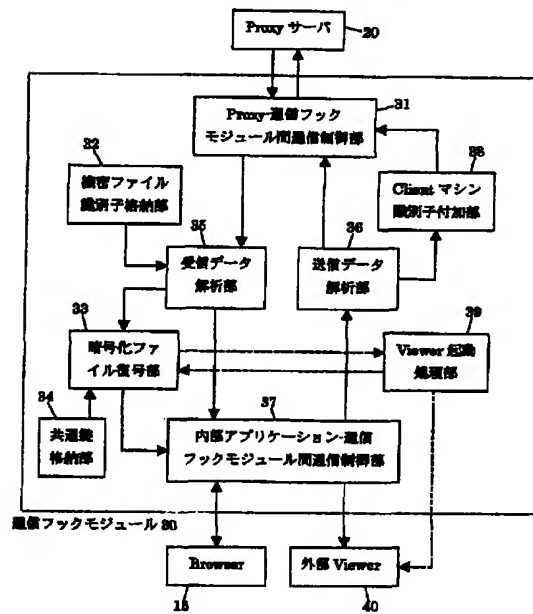 Proxy サーバ
20
31
Proxy-通信フック
モジュール間通信制御部
32
機密ファイル
識別子格納部
38
Client マシン
識別子付加部
35
受信データ
解析部
36
送信データ
解析部
33
暗号化ファ
イル復号部
39
Viewer 起動
処理部
34
共通鍵
格納部
37
内部アプリケーション-通信
フックモジュール間通信制御部
通信フックモジュール 30
Browser
15
外部 Viewer
40